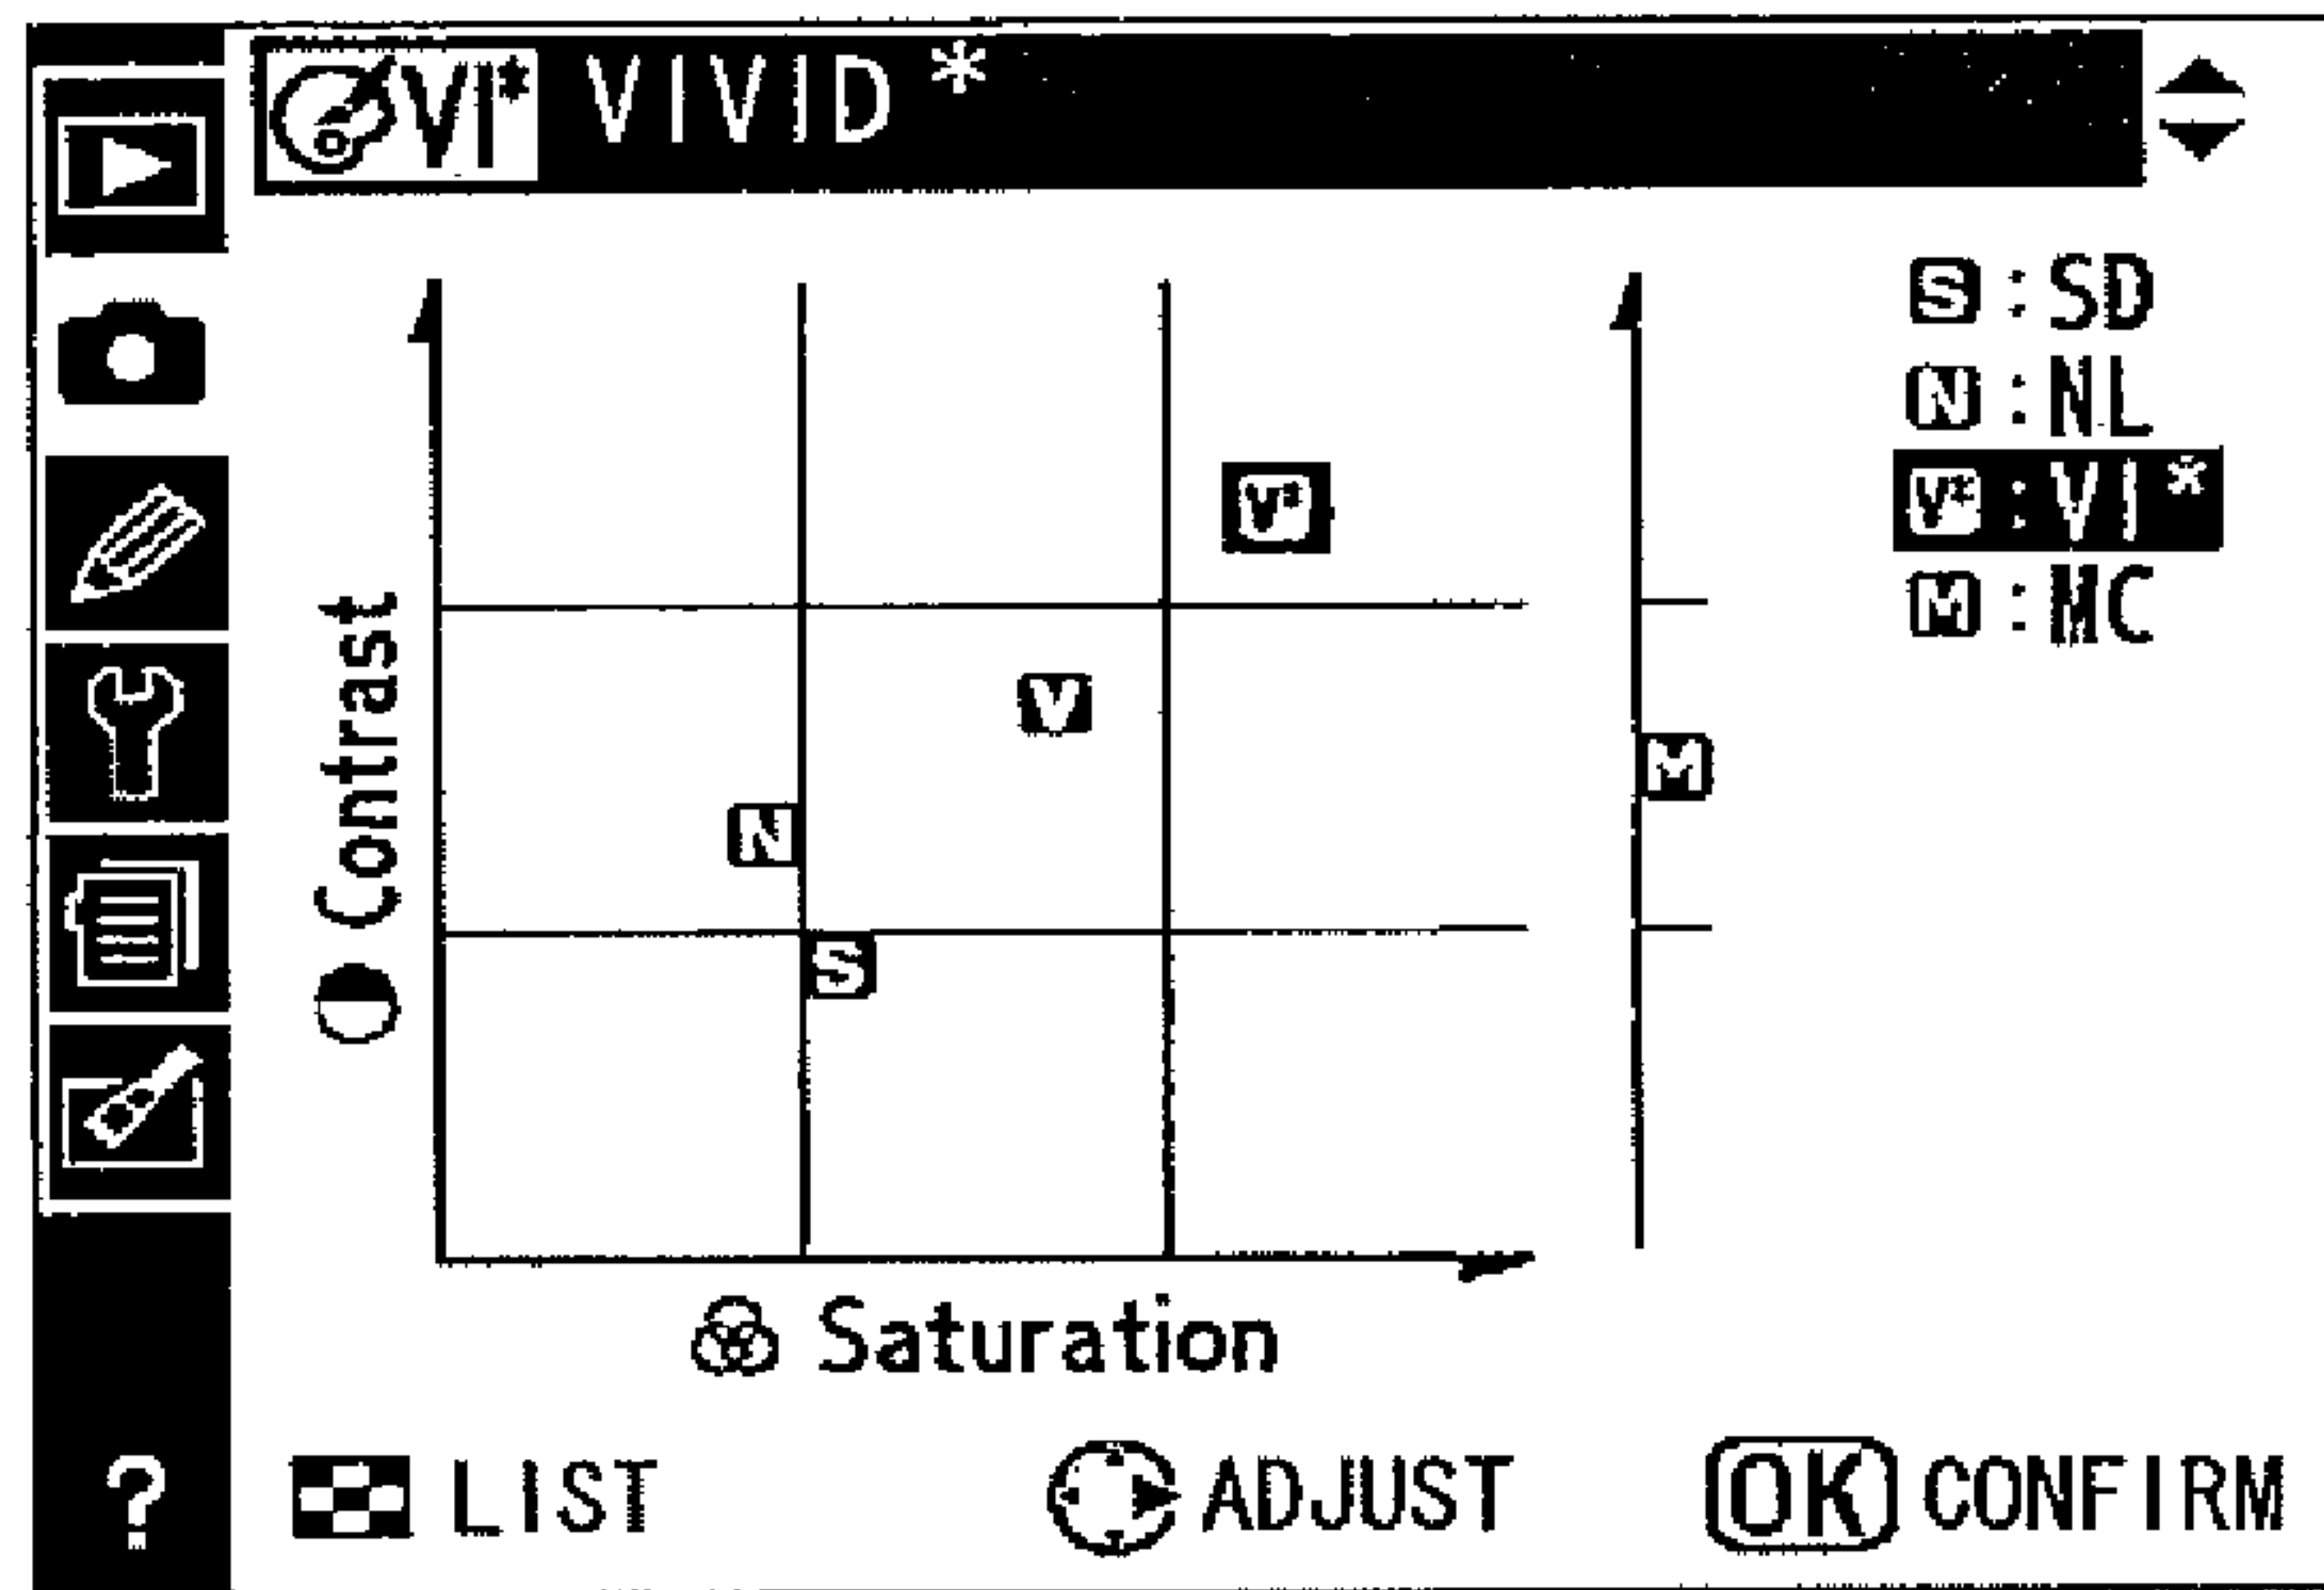 VI* VIVID*
S:SD
N:NL
V*:VI*
M:MC
Contrast
V*
V
M
N
S
Saturation
? LIST ADJUST OK CONFIRM